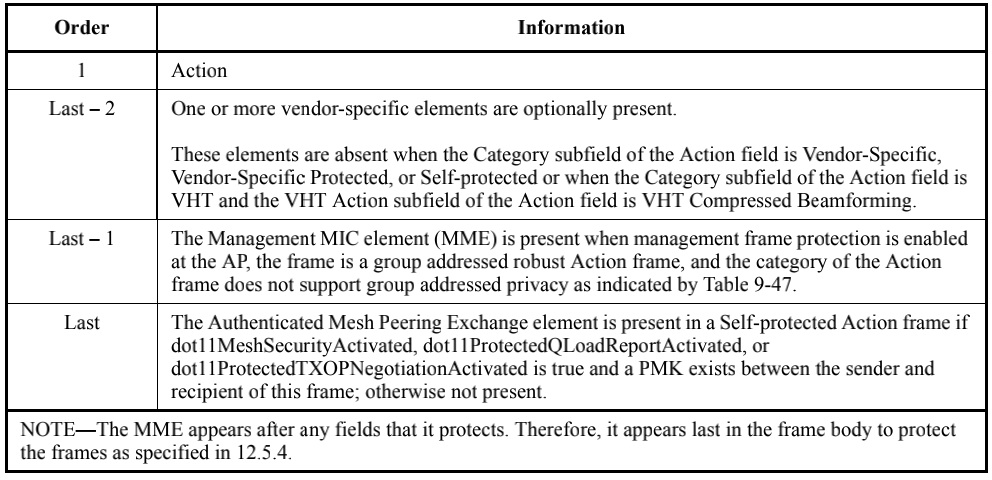 Order Information
1 Action
Last – 2 One or more vendor-specific elements are optionally present.
These elements are absent when the Category subfield of the Action field is Vendor-Specific,
Vendor-Specific Protected, or Self-protected or when the Category subfield of the Action field is
VHT and the VHT Action subfield of the Action field is VHT Compressed Beamforming.
Last – 1 The Management MIC element (MME) is present when management frame protection is enabled
at the AP, the frame is a group addressed robust Action frame, and the category of the Action
frame does not support group addressed privacy as indicated by Table 9-47.
Last The Authenticated Mesh Peering Exchange element is present in a Self-protected Action frame if
dot11MeshSecurityActivated, dot11ProtectedQLoadReportActivated, or
dot11ProtectedTXOPNegotiationActivated is true and a PMK exists between the sender and
recipient of this frame; otherwise not present.
NOTE—The MME appears after any fields that it protects. Therefore, it appears last in the frame body to protect
the frames as specified in 12.5.4.